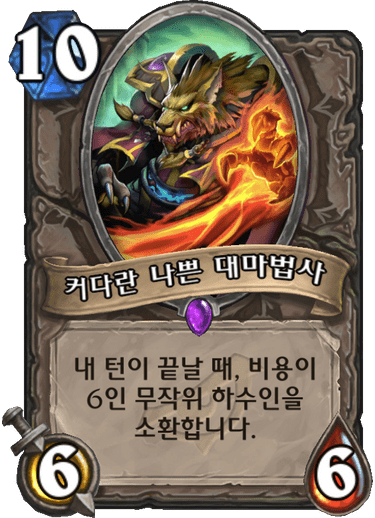 10
커다란 나쁜 대마법사
내 턴이 끝날 때, 비용이
6인 무작위 하수인을
소환합니다.
6
6